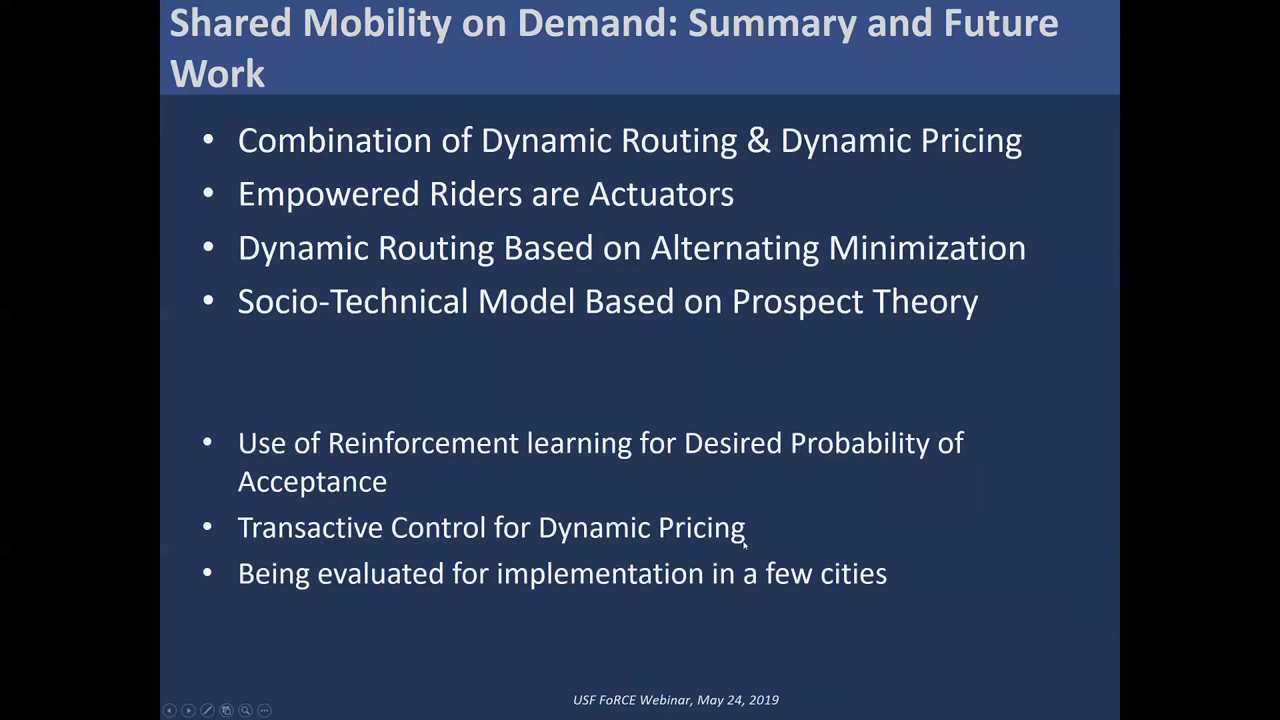 Shared Mobility on Demand: Summary and Future
Work
• Combination of Dynamic Routing & Dynamic Pricing
• Empowered Riders are Actuators
• Dynamic Routing Based on Alternating Minimization
• Socio-Technical Model Based on Prospect Theory
• Use of Reinforcement learning for Desired Probability of
Acceptance
• Transactive Control for Dynamic Pricing
• Being evaluated for implementation in a few cities
USF FoRCE Webinar, May 24, 2019